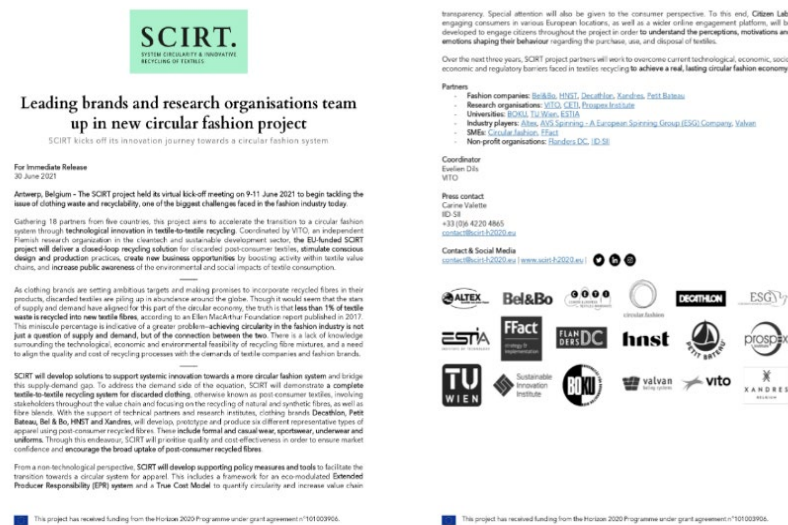 SCIRT.
SYSTEM CIRCULARITY & INNOVATIVE
RECYCLING OF TEXTILES
Leading brands and research organisations team
up in new circular fashion project
SCIRT kicks off its innovation journey towards a circular fashion system
For Immediate Release
30 June 2021
Antwerp, Belgium – The SCIRT project held its virtual kick-off meeting on 9-11 June 2021 to begin tackling the
issue of clothing waste and recyclability, one of the biggest challenges faced in the fashion industry today.
Gathering 18 partners from five countries, this project aims to accelerate the transition to a circular fashion
system through technological innovation in textile-to-textile recycling. Coordinated by VITO, an independent
Flemish research organization in the cleantech and sustainable development sector, the EU-funded SCIRT
project will deliver a closed-loop recycling solution for discarded post-consumer textiles, stimulate conscious
design and production practices, create new business opportunities by boosting activity within textile value
chains, and increase public awareness of the environmental and social impacts of textile consumption.
As clothing brands are setting ambitious targets and making promises to incorporate recycled fibres in their
products, discarded textiles are piling up in abundance around the globe. Though it would seem that the stars
of supply and demand have aligned for this part of the circular economy, the truth is that less than 1% of textile
waste is recycled into new textile fibres, according to an Ellen MacArthur Foundation report published in 2017.
This miniscule percentage is indicative of a greater problem–achieving circularity in the fashion industry is not
just a question of supply and demand, but of the connection between the two. There is a lack of knowledge
surrounding the technological, economic and environmental feasibility of recycling fibre mixtures, and a need
to align the quality and cost of recycling processes with the demands of textile companies and fashion brands.
SCIRT will develop solutions to support systemic innovation towards a more circular fashion system and bridge
this supply-demand gap. To address the demand side of the equation, SCIRT will demonstrate a complete
textile-to-textile recycling system for discarded clothing, otherwise known as post-consumer textiles, involving
stakeholders throughout the value chain and focusing on the recycling of natural and synthetic fibres, as well as
fibre blends. With the support of technical partners and research institutes, clothing brands Decathlon, Petit
Bateau, Bel & Bo, HNST and Xandres, will develop, prototype and produce six different representative types of
apparel using post-consumer recycled fibres. These include formal and casual wear, sportswear, underwear and
uniforms. Through this endeavour, SCIRT will prioritise quality and cost-effectiveness in order to ensure market
confidence and encourage the broad uptake of post-consumer recycled fibres.
From a non-technological perspective, SCIRT will develop supporting policy measures and tools to facilitate the
transition towards a circular system for apparel. This includes a framework for an eco-modulated Extended
Producer Responsibility (EPR) system and a True Cost Model to quantify circularity and increase value chain
This project has received funding from the Horizon 2020 Programme under grant agreement n°101003906.
transparency. Special attention will also be given to the consumer perspective. To this end, Citizen Lab
engaging consumers in various European locations, as well as a wider online engagement platform, will b
developed to engage citizens throughout the project in order to understand the perceptions, motivations an
emotions shaping their behaviour regarding the purchase, use, and disposal of textiles.
Over the next three years, SCIRT project partners will work to overcome current technological, economic, socio
economic and regulatory barriers faced in textiles recycling to achieve a real, lasting circular fashion economy
Partners
- Fashion companies: Bel&Bo, HNST, Decathlon, Xandres, Petit Bateau
- Research organisations: VITO, CETI, Prospex Institute
- Universities: BOKU, TU Wien, ESTIA
- Industry players: Altex, AVS Spinning - A European Spinning Group (ESG) Company, Valvan
- SMEs: Circular.fashion, FFact
- Non-profit organisations: Flanders DC, ID-SII
Coordinator
Evelien Dils
VITO
Press contact
Carine Valette
ID-SII
+33 (0)6 4220 4865
contact@scirt-h2020.eu
Contact & Social Media
contact@scirt-h2020.eu | www.scirt-h2020.eu |
ALTEX Bel&Bo CETI circular.fashion DECATHLON ESG
ESTIA FFact strategy & implementation FLANDERS DC hnst PETIT BATEAU prospex
INSTITUTE
TU WIEN Sustainable Innovation Institute BOKU valvan baling systems vito XANDRES
This project has received funding from the Horizon 2020 Programme under grant agreement n°101003906.